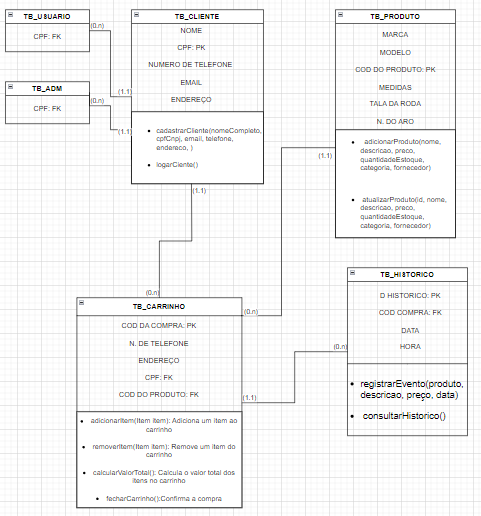 TB_USUARIO
CPF: FK
(0.n)
TB_ADM
CPF: FK
(0.n)
TB_CLIENTE
NOME
CPF: PK
NUMERO DE TELEFONE
EMAIL
ENDEREÇO
(1.1)
(1.1)
cadastrarCliente(nomeCompleto,
cpfCnpj, email, telefone,
endereco, )
logarCiente()
(1.1)
TB_PRODUTO
MARCA
MODELO
COD DO PRODUTO: PK
MEDIDAS
TALA DA RODA
N. DO ARO
(1.1)
adicionarProduto(nome,
descricao, preco,
quantidadeEstoque,
categoria, fornecedor)
atualizarProduto(id, nome,
descricao, preco,
quantidadeEstoque,
categoria, fornecedor)
(0.n)
TB_CARRINHO
(0.n)
COD DA COMPRA: PK
N. DE TELEFONE
ENDEREÇO
CPF: FK
COD DO PRODUTO: FK
(1.1)
adicionarItem(Item item): Adiciona um item ao
carrinho
removerItem(Item item): Remove um item do
carrinho
calcularValorTotal(): Calcula o valor total dos
itens no carrinho
fecharCarrinho():Confirma a compra
TB_HISTORICO
D HISTORICO: PK
COD COMPRA: FK
DATA
HORA
(0.n)
registrarEvento(produto,
descricao, preço, data)
consultarHistorico()